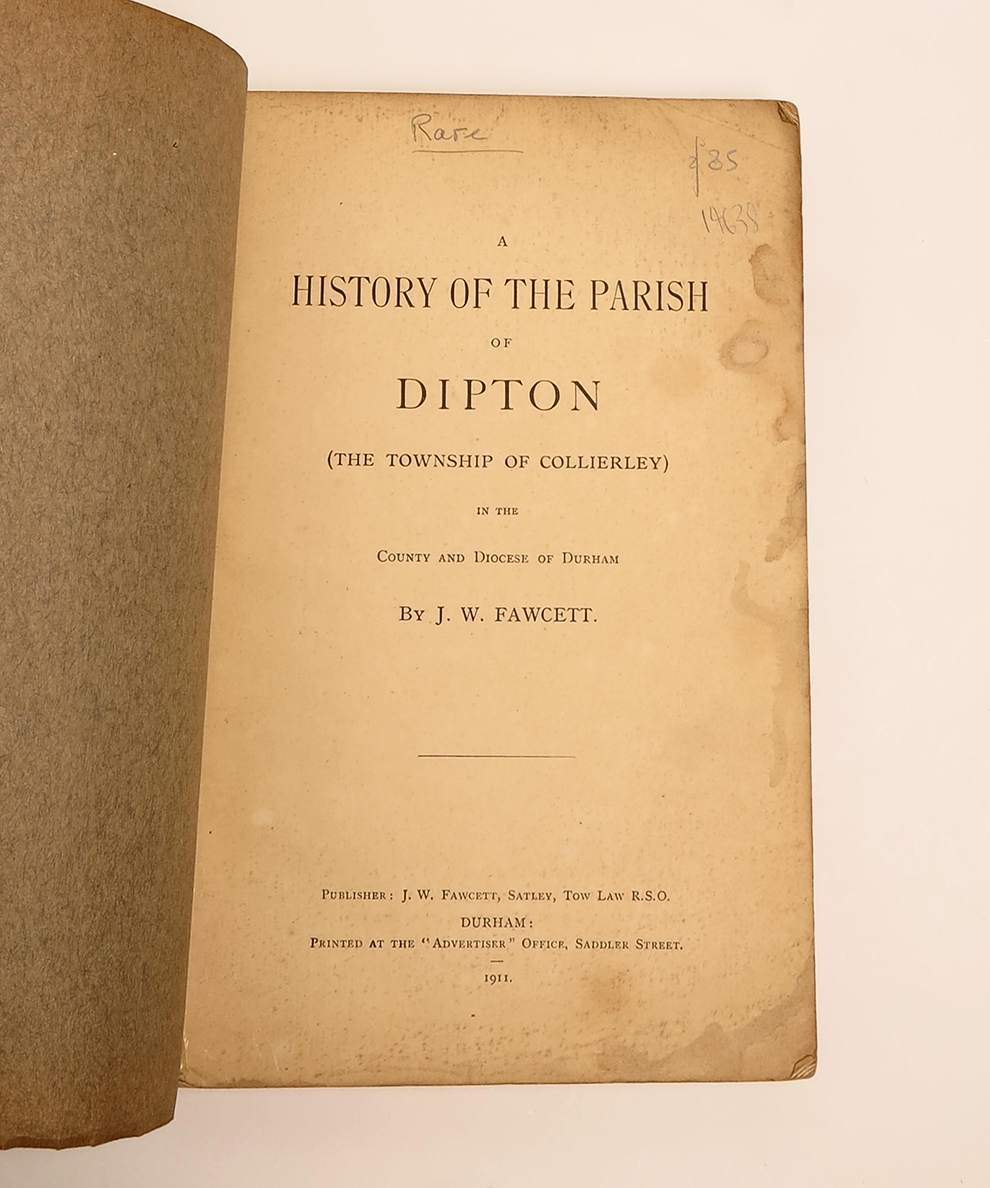 Rare
£85
A
HISTORY OF THE PARISH
OF
DIPTON
(THE TOWNSHIP OF COLLIERLEY)
IN THE
COUNTY AND DIOCESE OF DURHAM
BY J. W. FAWCETT.
PUBLISHER: J. W. FAWCETT, SATLEY, TOW LAW R.S.O.
DURHAM:
PRINTED AT THE "ADVERTISER" OFFICE, SADDLER STREET.
1911.